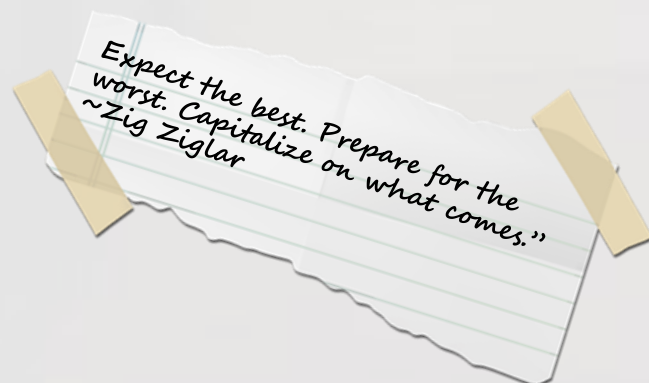 Expect the best. Prepare for the
worst. Capitalize on what comes.”
~Zig Ziglar